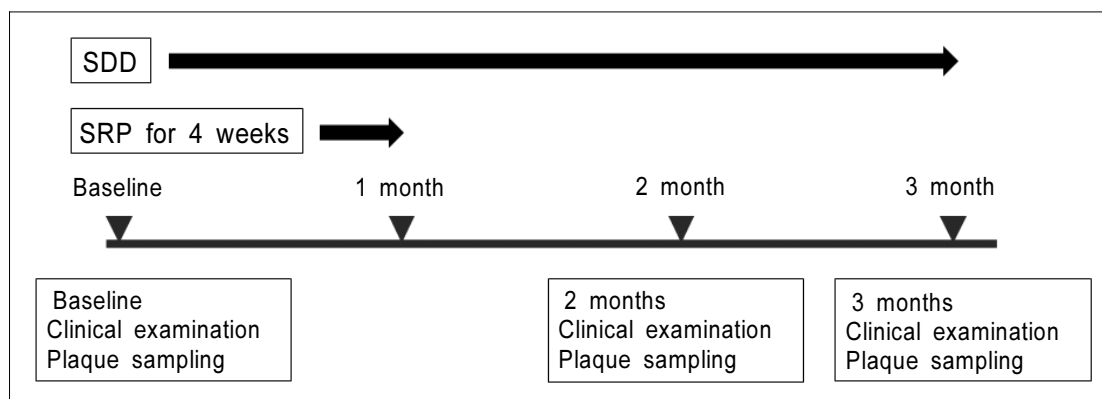 SDD
SRP for 4 weeks
Baseline
1 month
2 month
3 month
Baseline
Clinical examination
Plaque sampling
2 months
Clinical examination
Plaque sampling
3 months
Clinical examination
Plaque sampling